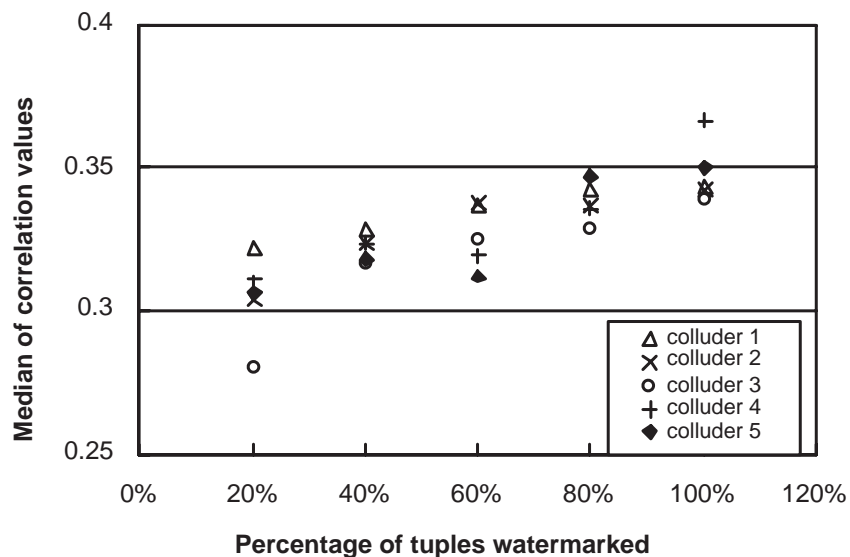 0.4
0.35
0.3
0.25
Median of correlation values
0% 20% 40% 60% 80% 100% 120%
Percentage of tuples watermarked
colluder 1
colluder 2
colluder 3
colluder 4
colluder 5